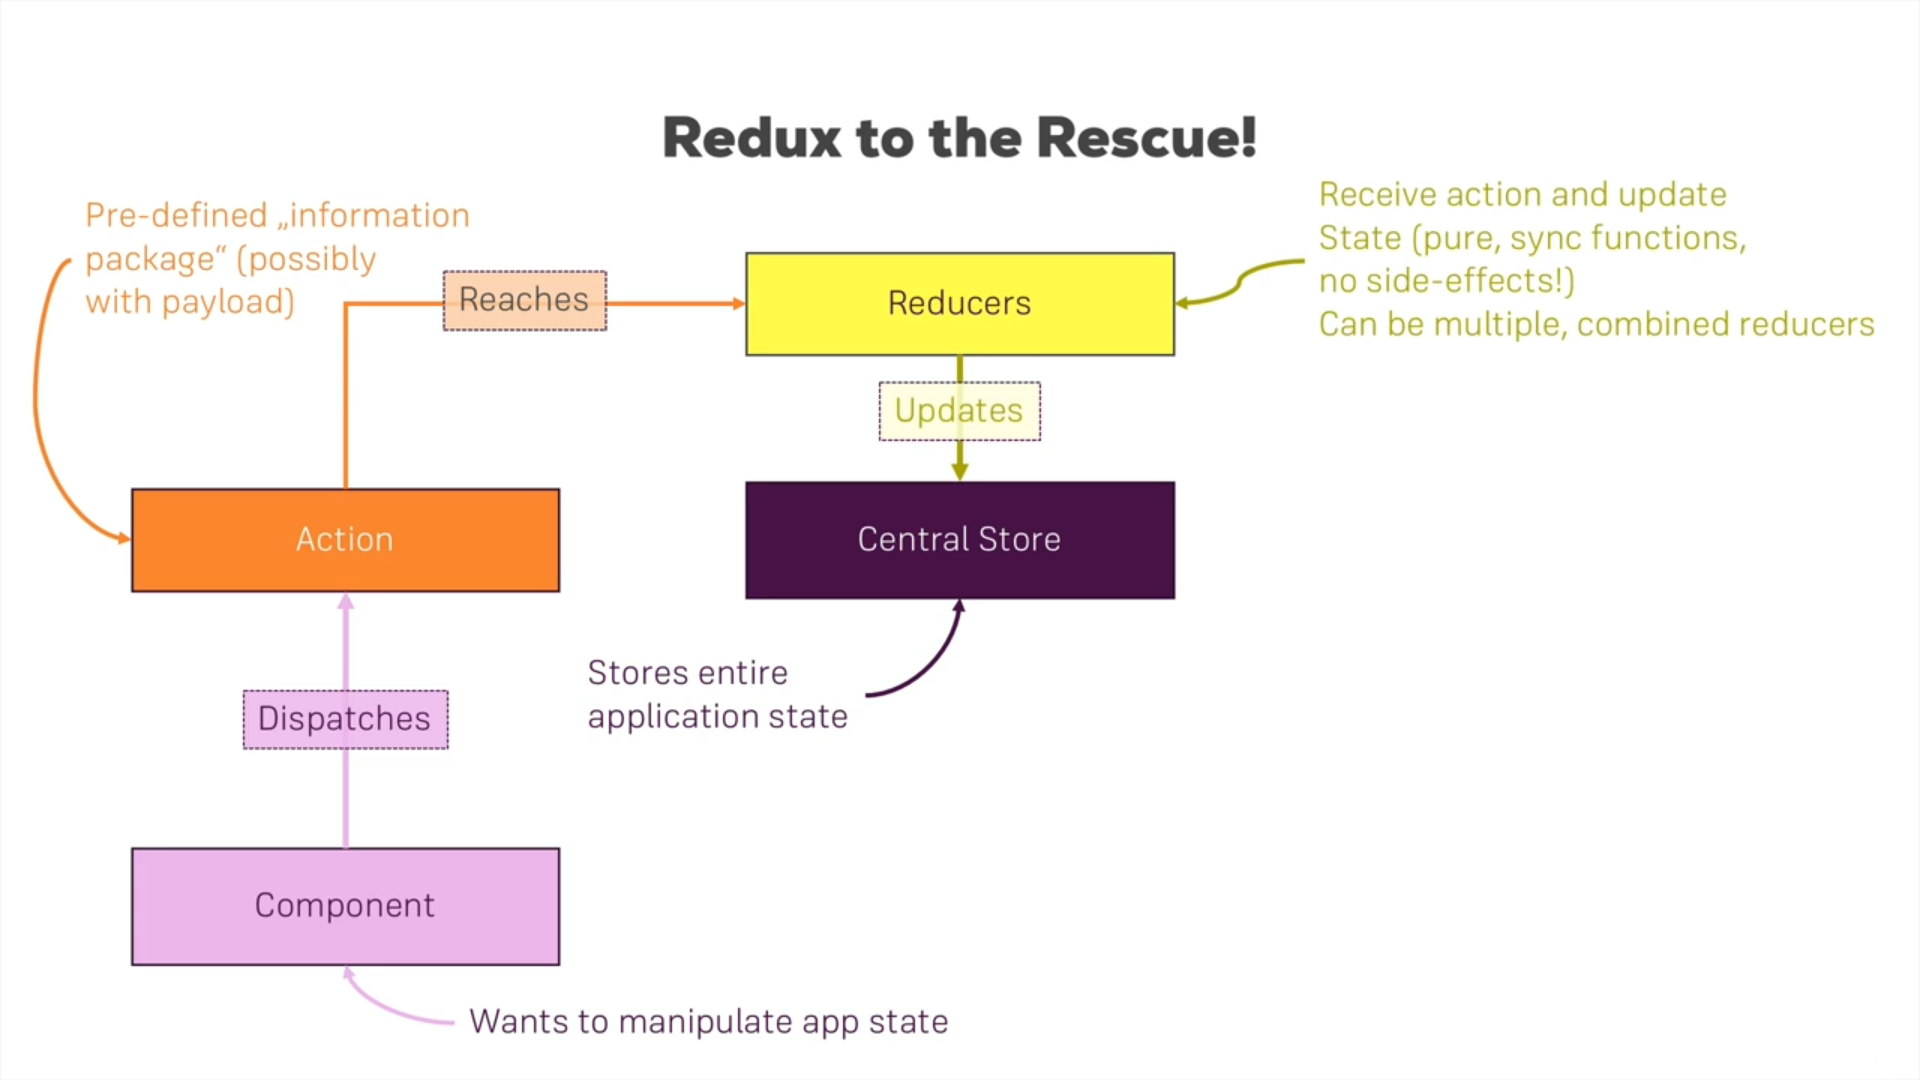 Redux to the Rescue!
Pre-defined „information
package“ (possibly
with payload)
Reaches
Reducers
Receive action and update
State (pure, sync functions,
no side-effects!)
Can be multiple, combined reducers
Updates
Action
Central Store
Stores entire
application state
Dispatches
Component
Wants to manipulate app state